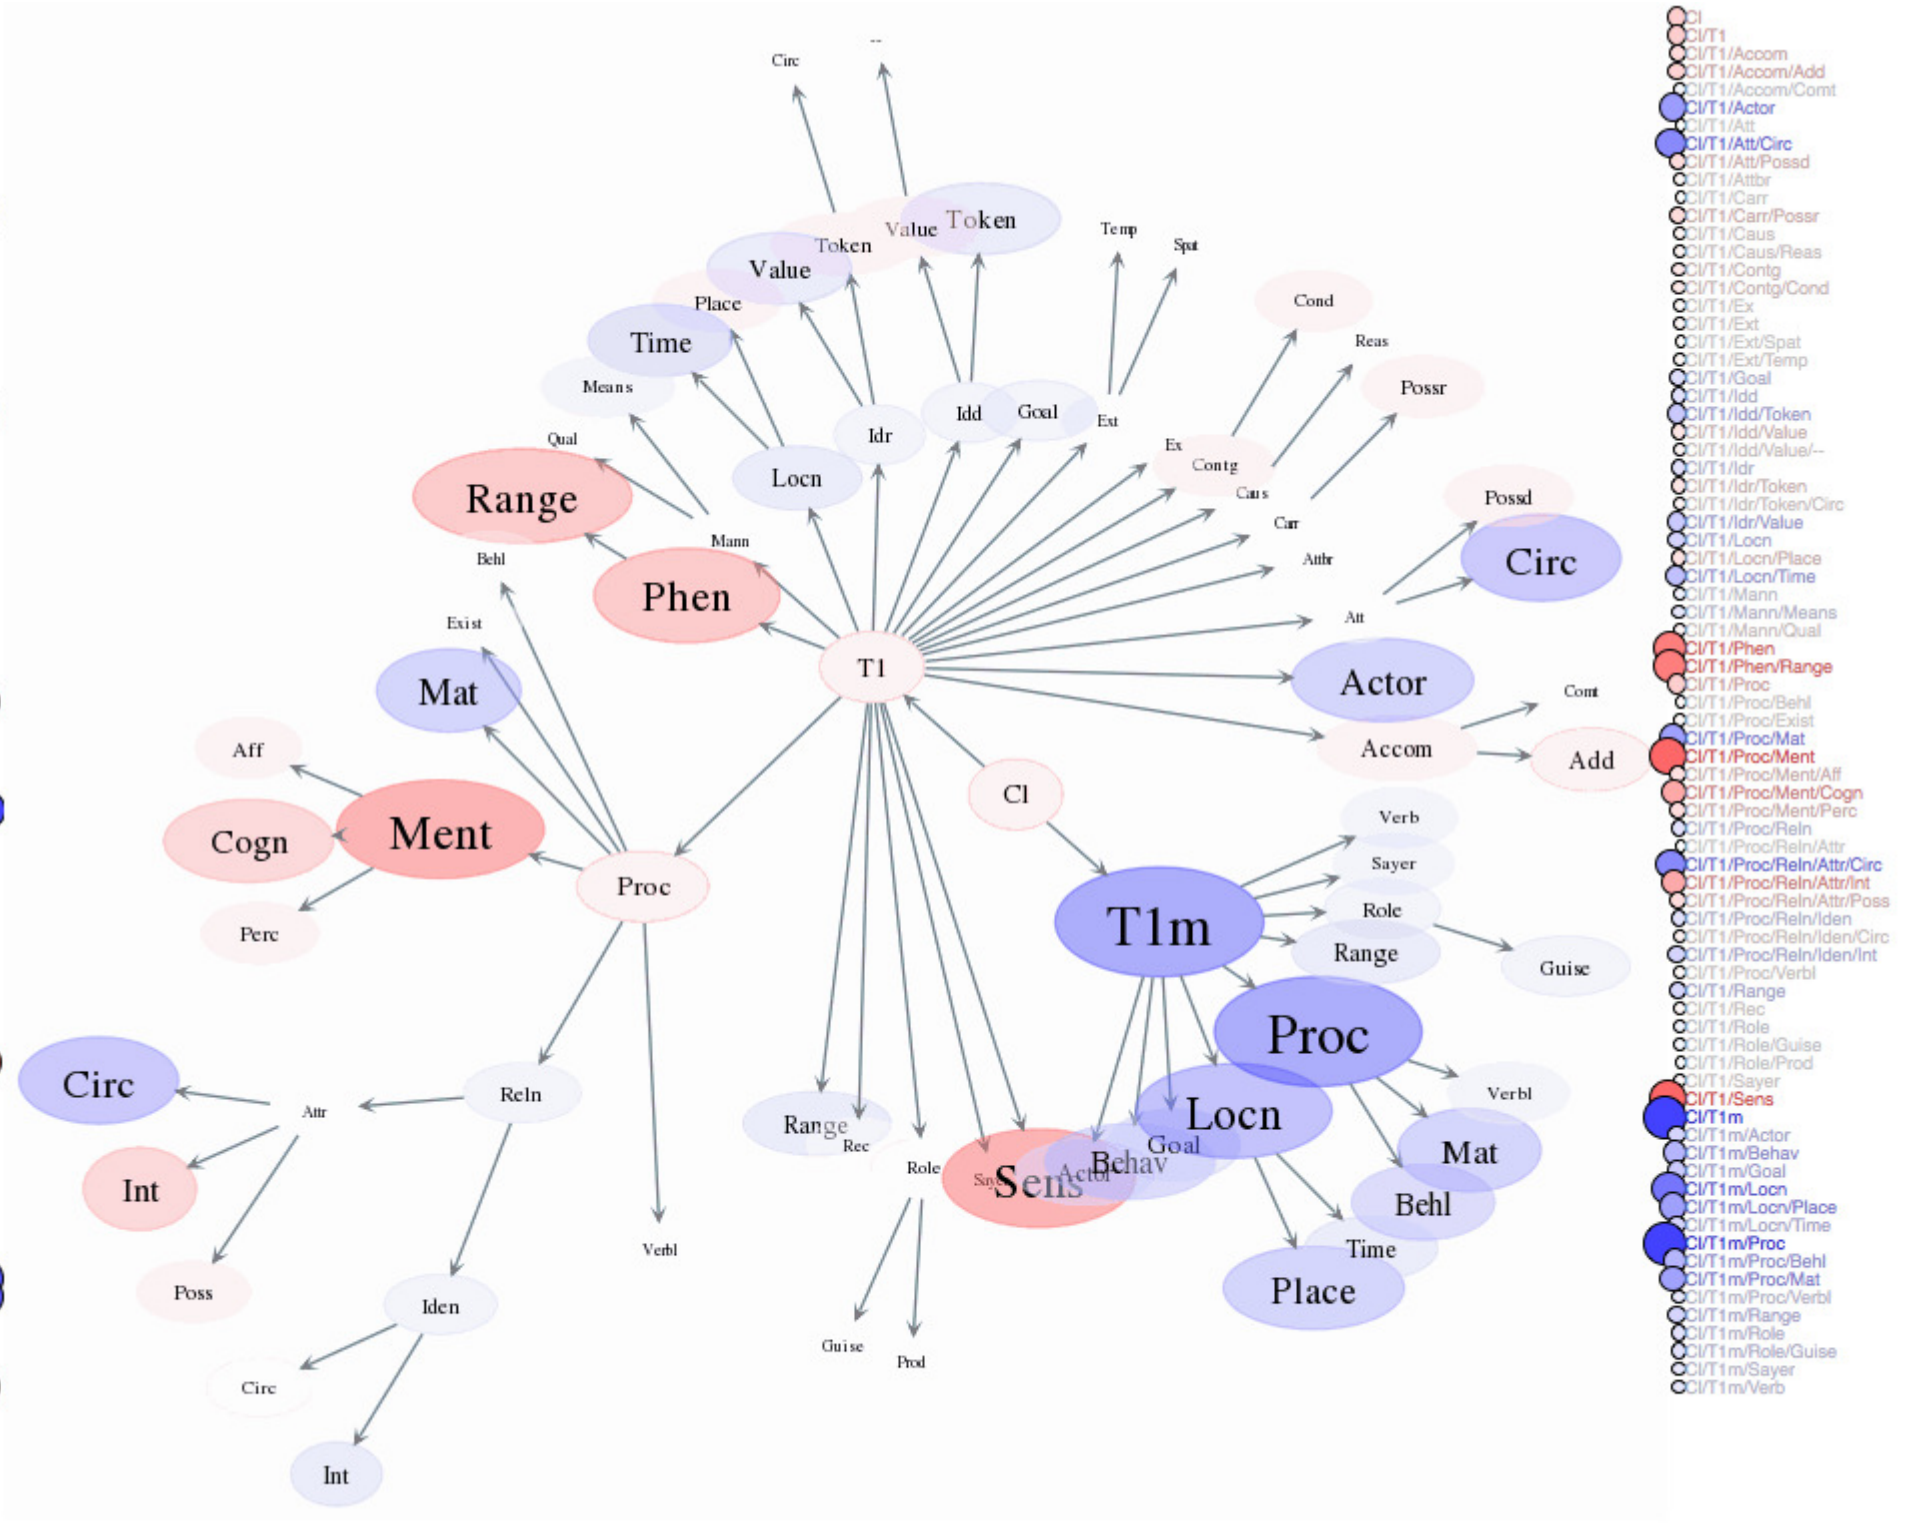 Circ
--
Token
Value
Token
Value
Temp
Spat
Place
Time
Cond
Reas
Means
Possr
Idd
Goal
Ext
Idr
Qual
Ex
Contg
Locn
Caus
Range
Possd
Carr
Mann
Attbr
Circ
Behl
Phen
Att
Exist
T1
Mat
Actor
Comt
Aff
Accom
Add
Cl
Ment
Cogn
Verb
Sayer
Proc
Role
Perc
T1m
Range
Guise
Proc
Circ
Reln
Attr
Verbl
Locn
Range
Rec
Goal
Mat
Behav
Role
Actor
Sens
Int
Behl
Verbl
Time
Poss
Place
Iden
Guise
Prod
Circ
Int
Cl
Cl/T1
Cl/T1/Accom
Cl/T1/Accom/Add
Cl/T1/Accom/Comt
Cl/T1/Actor
Cl/T1/Att
Cl/T1/Att/Circ
Cl/T1/Att/Possd
Cl/T1/Attbr
Cl/T1/Carr
Cl/T1/Carr/Possr
Cl/T1/Caus
Cl/T1/Caus/Reas
Cl/T1/Contg
Cl/T1/Contg/Cond
Cl/T1/Ex
Cl/T1/Ext
Cl/T1/Ext/Spat
Cl/T1/Ext/Temp
Cl/T1/Goal
Cl/T1/Idd
Cl/T1/Idd/Token
Cl/T1/Idd/Value
Cl/T1/Idd/Value/--
Cl/T1/Idr
Cl/T1/Idr/Token
Cl/T1/Idr/Token/Circ
Cl/T1/Idr/Value
Cl/T1/Locn
Cl/T1/Locn/Place
Cl/T1/Locn/Time
Cl/T1/Mann
Cl/T1/Mann/Means
Cl/T1/Mann/Qual
Cl/T1/Phen
Cl/T1/Phen/Range
Cl/T1/Proc
Cl/T1/Proc/Behl
Cl/T1/Proc/Exist
Cl/T1/Proc/Mat
Cl/T1/Proc/Ment
Cl/T1/Proc/Ment/Aff
Cl/T1/Proc/Ment/Cogn
Cl/T1/Proc/Ment/Perc
Cl/T1/Proc/Reln
Cl/T1/Proc/Reln/Attr
Cl/T1/Proc/Reln/Attr/Circ
Cl/T1/Proc/Reln/Attr/Int
Cl/T1/Proc/Reln/Attr/Poss
Cl/T1/Proc/Reln/Iden
Cl/T1/Proc/Reln/Iden/Circ
Cl/T1/Proc/Reln/Iden/Int
Cl/T1/Proc/Verbl
Cl/T1/Range
Cl/T1/Rec
Cl/T1/Role
Cl/T1/Role/Guise
Cl/T1/Role/Prod
Cl/T1/Sayer
Cl/T1/Sens
Cl/T1m
Cl/T1m/Actor
Cl/T1m/Behav
Cl/T1m/Goal
Cl/T1m/Locn
Cl/T1m/Locn/Place
Cl/T1m/Locn/Time
Cl/T1m/Proc
Cl/T1m/Proc/Behl
Cl/T1m/Proc/Mat
Cl/T1m/Proc/Verbl
Cl/T1m/Range
Cl/T1m/Role
Cl/T1m/Role/Guise
Cl/T1m/Sayer
Cl/T1m/Verb